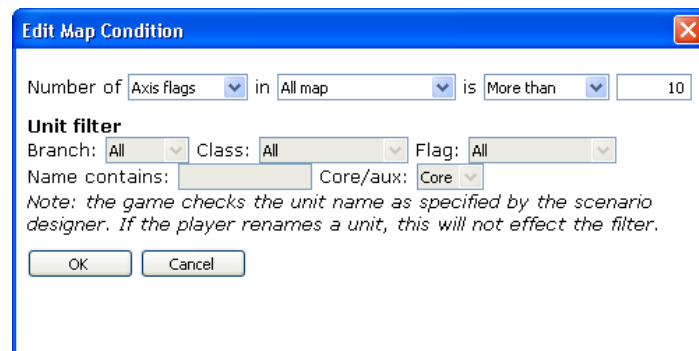 Edit Map Condition
Number of Axis flags in All map is More than 10
Unit filter
Branch: All Class: All Flag: All
Name contains: Core/aux: Core
Note: the game checks the unit name as specified by the scenario
designer. If the player renames a unit, this will not effect the filter.
OK Cancel